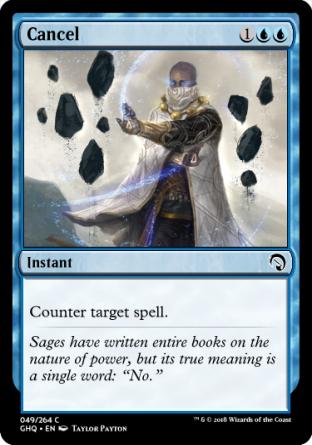 Cancel 1
Instant
Counter target spell.
Sages have written entire books on the
nature of power, but its true meaning is
a single word: “No.”
049/264 C
GHQ • EN TAYLOR PAYTON
™ & © 2018 Wizards of the Coast